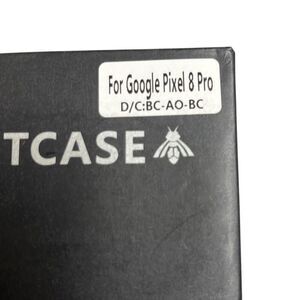 For Google Pixel 8 Pro
D/C:BC-AO-BC
TCASE